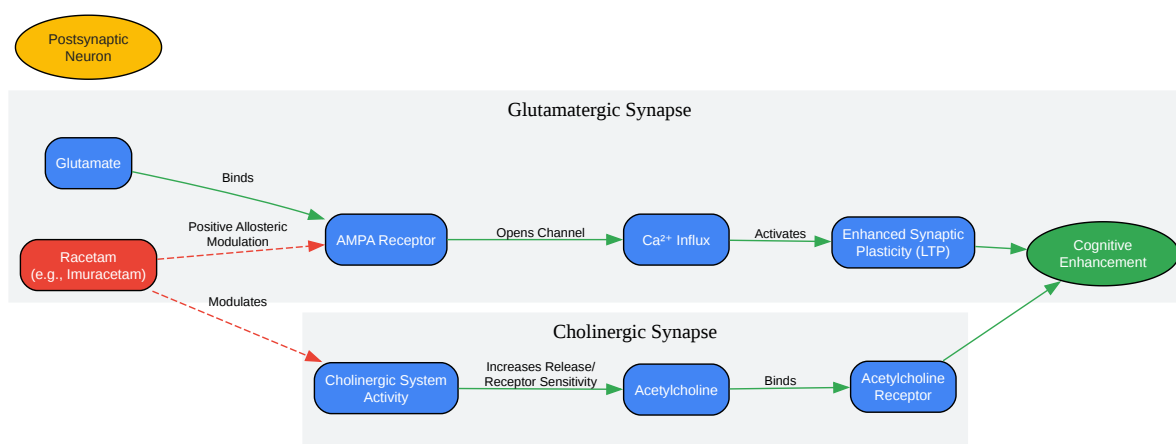 Postsynaptic
Neuron
Glutamatergic Synapse
Glutamate
Binds
Racetam
(e.g., Imuracetam)
Positive Allosteric
Modulation
AMPA Receptor
Opens Channel
Ca²⁺ Influx
Activates
Enhanced Synaptic
Plasticity (LTP)
Cognitive
Enhancement
Modulates
Cholinergic Synapse
Cholinergic System
Activity
Increases Release/
Receptor Sensitivity
Acetylcholine
Binds
Acetylcholine
Receptor